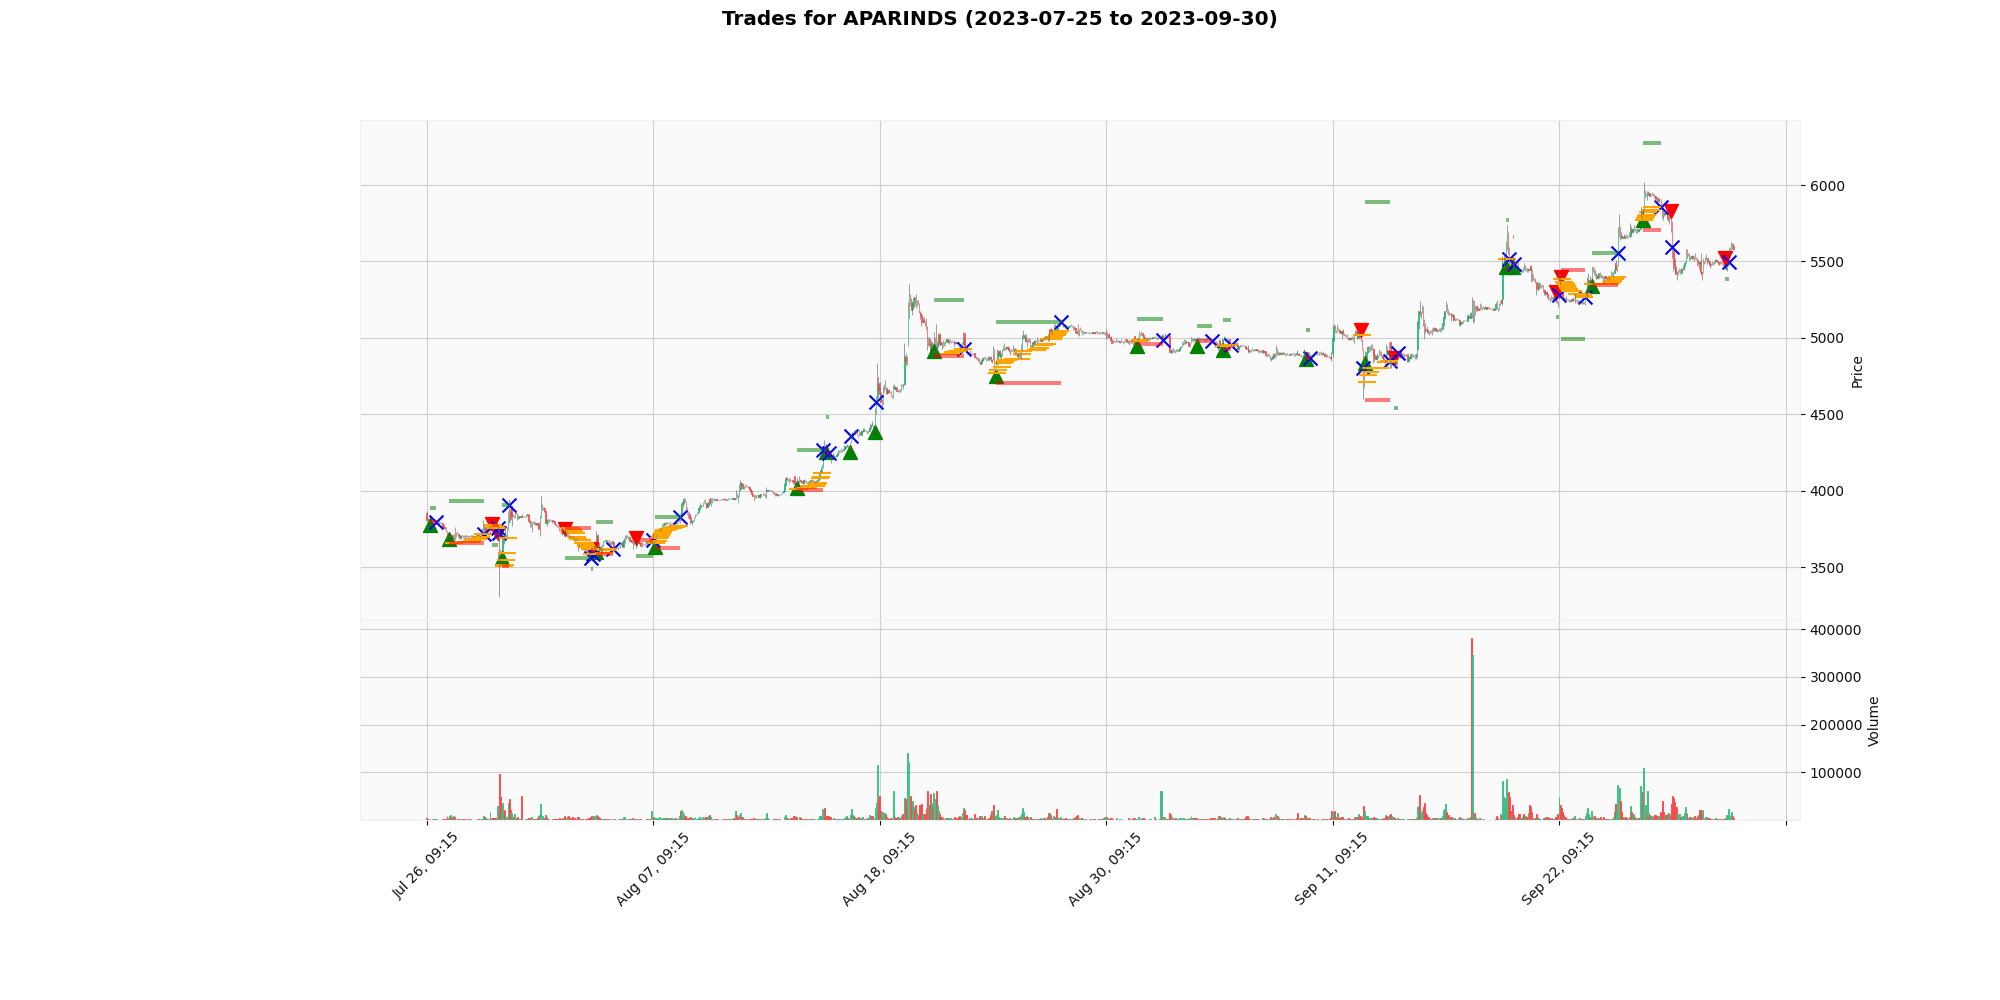 Trades for APARINDS (2023-07-25 to 2023-09-30)
6000
5500
5000
4500
4000
3500
Price
400000
300000
200000
100000
Volume
Jul 26, 09:15
Aug 07, 09:15
Aug 18, 09:15
Aug 30, 09:15
Sep 11, 09:15
Sep 22, 09:15